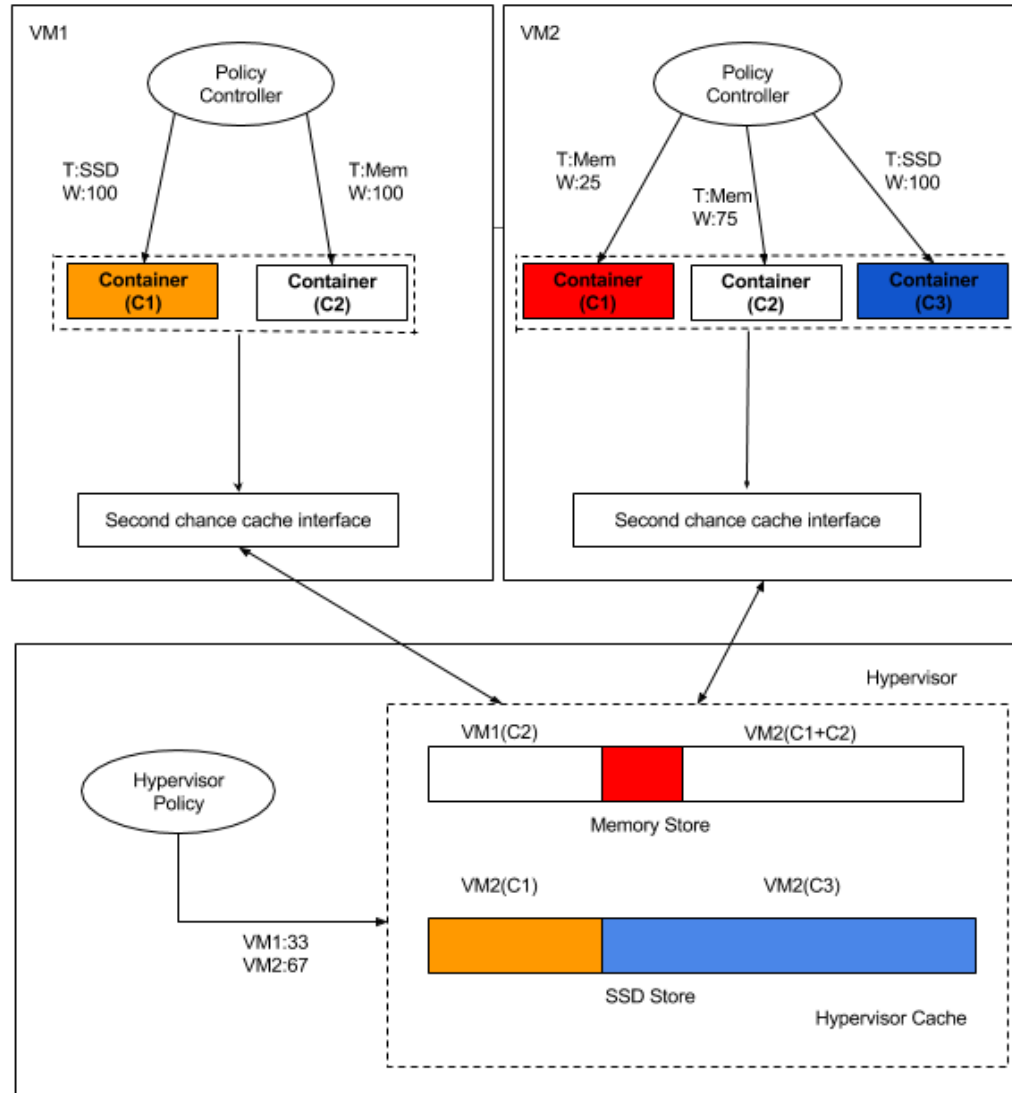 VM1
Policy
Controller
T:SSD
W:100
T:Mem
W:100
Container
(C1)
Container
(C2)
Second chance cache interface
VM2
Policy
Controller
T:Mem
W:25
T:Mem
W:75
T:SSD
W:100
Container
(C1)
Container
(C2)
Container
(C3)
Second chance cache interface
Hypervisor
Hypervisor
Policy
VM1:33
VM2:67
VM1(C2)
VM2(C1+C2)
Memory Store
VM2(C1)
VM2(C3)
SSD Store
Hypervisor Cache